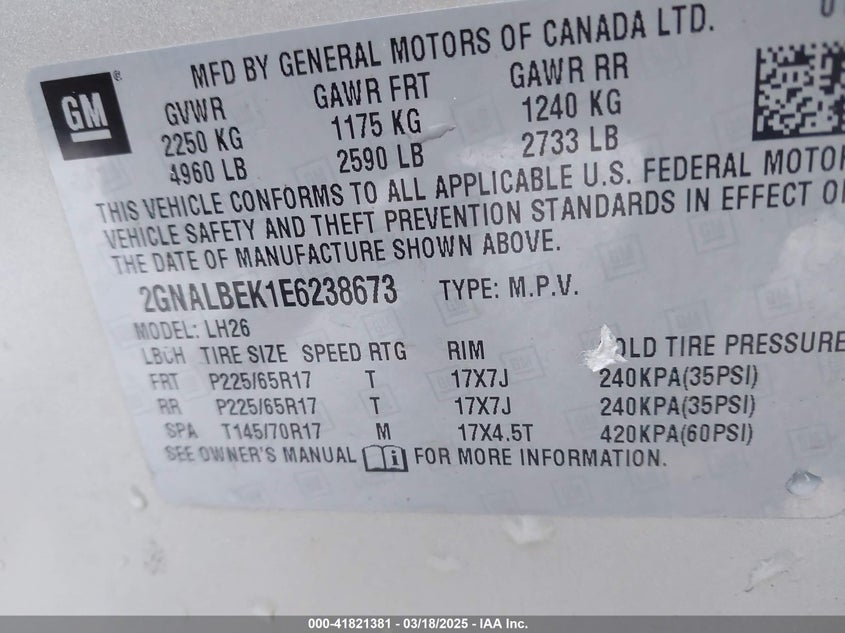 MFD BY GENERAL MOTORS OF CANADA LTD.
GM
GVWR GAWR FRT GAWR RR
2250 KG 1175 KG 1240 KG
4960 LB 2590 LB 2733 LB
THIS VEHICLE CONFORMS TO ALL APPLICABLE U.S. FEDERAL MOTOR
VEHICLE SAFETY AND THEFT PREVENTION STANDARDS IN EFFECT O
THE DATE OF MANUFACTURE SHOWN ABOVE.
2GNALBEK1E6238673 TYPE: M.P.V.
MODEL: LH26
TIRE SIZE SPEED RTG RIM OLD TIRE PRESSURE
FRT P225/65R17 T 17X7J 240KPA(35PSI)
RR P225/65R17 T 17X7J 240KPA(35PSI)
SPA T145/70R17 M 17X4.5T 420KPA(60PSI)
SEE OWNER'S MANUAL FOR MORE INFORMATION.
000-41821381 - 03/18/2025 - IAA Inc.